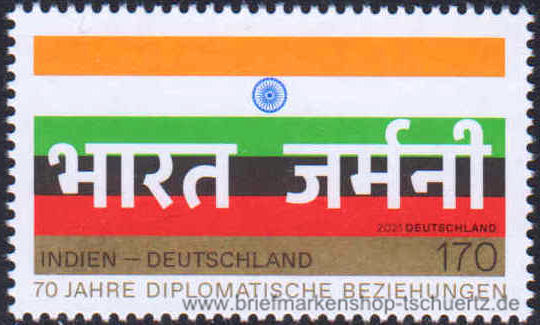 भारत जर्मनी
2021 DEUTSCHLAND
INDIEN – DEUTSCHLAND 170
70 JAHRE DIPLOMATISCHE BEZIEHUNGEN
www.briefmarkenshop-tschuertz.de